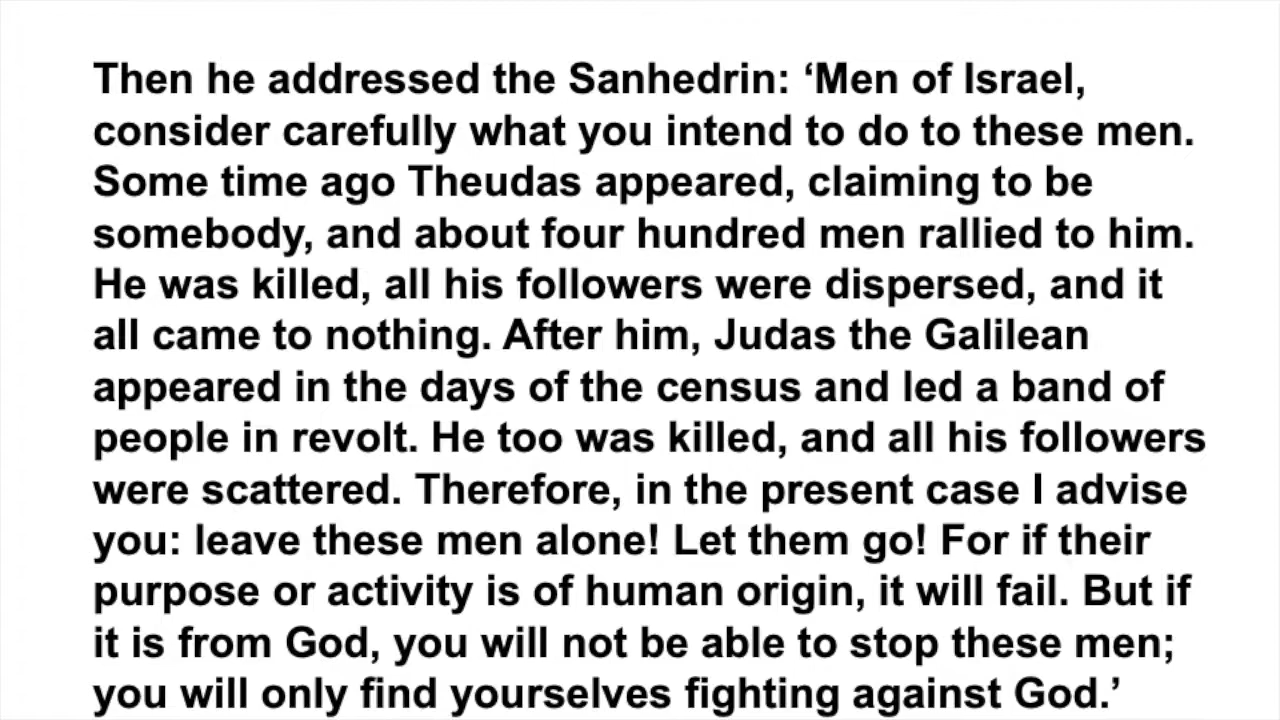 Then he addressed the Sanhedrin: ‘Men of Israel,
consider carefully what you intend to do to these men.
Some time ago Theudas appeared, claiming to be
somebody, and about four hundred men rallied to him.
He was killed, all his followers were dispersed, and it
all came to nothing. After him, Judas the Galilean
appeared in the days of the census and led a band of
people in revolt. He too was killed, and all his followers
were scattered. Therefore, in the present case I advise
you: leave these men alone! Let them go! For if their
purpose or activity is of human origin, it will fail. But if
it is from God, you will not be able to stop these men;
you will only find yourselves fighting against God.’